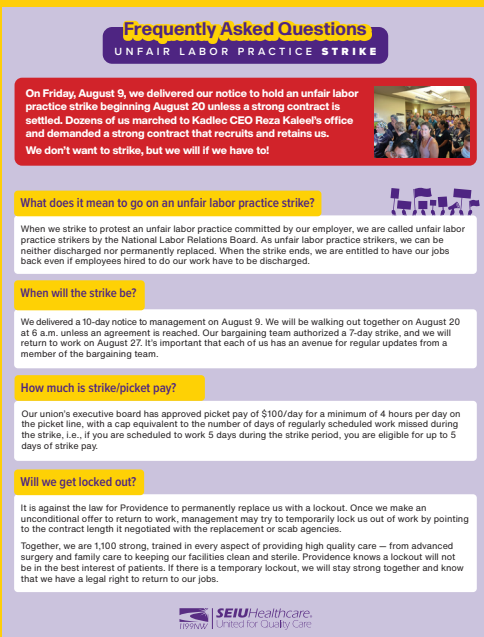 Frequently Asked Questions
UNFAIR LABOR PRACTICE STRIKE
On Friday, August 9, we delivered our notice to hold an unfair labor
practice strike beginning August 20 unless a strong contract is
settled. Dozens of us marched to Kadlec CEO Reza Kaleel's office
and demanded a strong contract that recruits and retains us.
We don't want to strike, but we will if we have to!
What does it mean to go on an unfair labor practice strike?
When we strike to protest an unfair labor practice committed by our employer, we are called unfair labor
practice strikers by the National Labor Relations Board. As unfair labor practice strikers, we can be
neither discharged nor permanently replaced. When the strike ends, we are entitled to have our jobs
back even if employees hired to do our work have to be discharged.
When will the strike be?
We delivered a 10-day notice to management on August 9. We will be walking out together on August 20
at 6 a.m. unless an agreement is reached. Our bargaining team authorized a 7-day strike, and we will
return to work on August 27. It's important that each of us has an avenue for regular updates from a
member of the bargaining team.
How much is strike/picket pay?
Our union's executive board has approved picket pay of $100/day for a minimum of 4 hours per day on
the picket line, with a cap equivalent to the number of days of regularly scheduled work missed during
the strike, i.e., if you are scheduled to work 5 days during the strike period, you are eligible for up to 5
days of strike pay.
Will we get locked out?
It is against the law for Providence to permanently replace us with a lockout. Once we make an
unconditional offer to return to work, management may try to temporarily lock us out of work by pointing
to the contract length it negotiated with the replacement or scab agencies.
Together, we are 1,100 strong, trained in every aspect of providing high quality care — from advanced
surgery and family care to keeping our facilities clean and sterile. Providence knows a lockout will not
be in the best interest of patients. If there is a temporary lockout, we will stay strong together and know
that we have a legal right to return to our jobs.
1199NW
SEIUHealthcare®
United for Quality Care